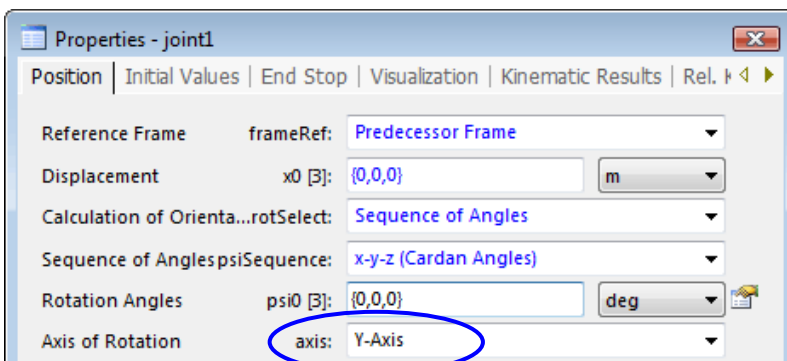 Properties - joint1
Position | Initial Values | End Stop | Visualization | Kinematic Results | Rel.
Reference Frame frameRef: Predecessor Frame
Displacement x0 [3]: {0,0,0} m
Calculation of Orienta...rotSelect: Sequence of Angles
Sequence of Angles psiSequence: x-y-z (Cardan Angles)
Rotation Angles psi0 [3]: {0,0,0} deg
Axis of Rotation axis: Y-Axis